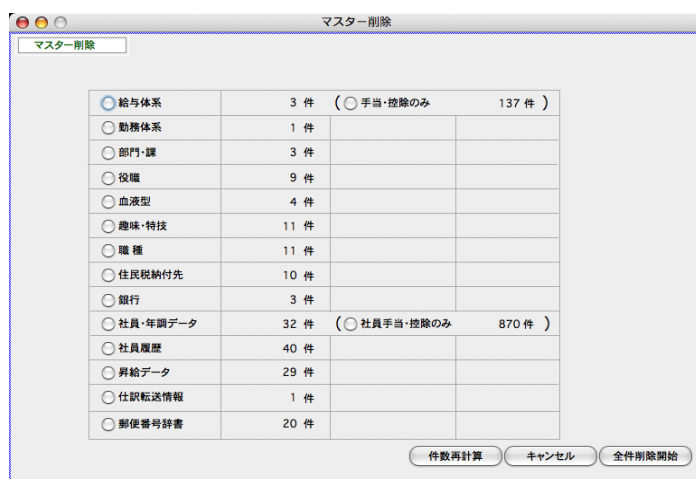 マスター削除
マスター削除
給与体系 3 件 ( 手当・控除のみ 137 件 )
勤務体系 1 件
部門・課 3 件
役職 9 件
血液型 4 件
趣味・特技 11 件
職 種 11 件
住民税納付先 10 件
銀行 3 件
社員・年調データ 32 件 ( 社員手当・控除のみ 870 件 )
社員履歴 40 件
昇給データ 29 件
仕訳転送情報 1 件
郵便番号辞書 20 件
件数再計算 キャンセル 全件削除開始